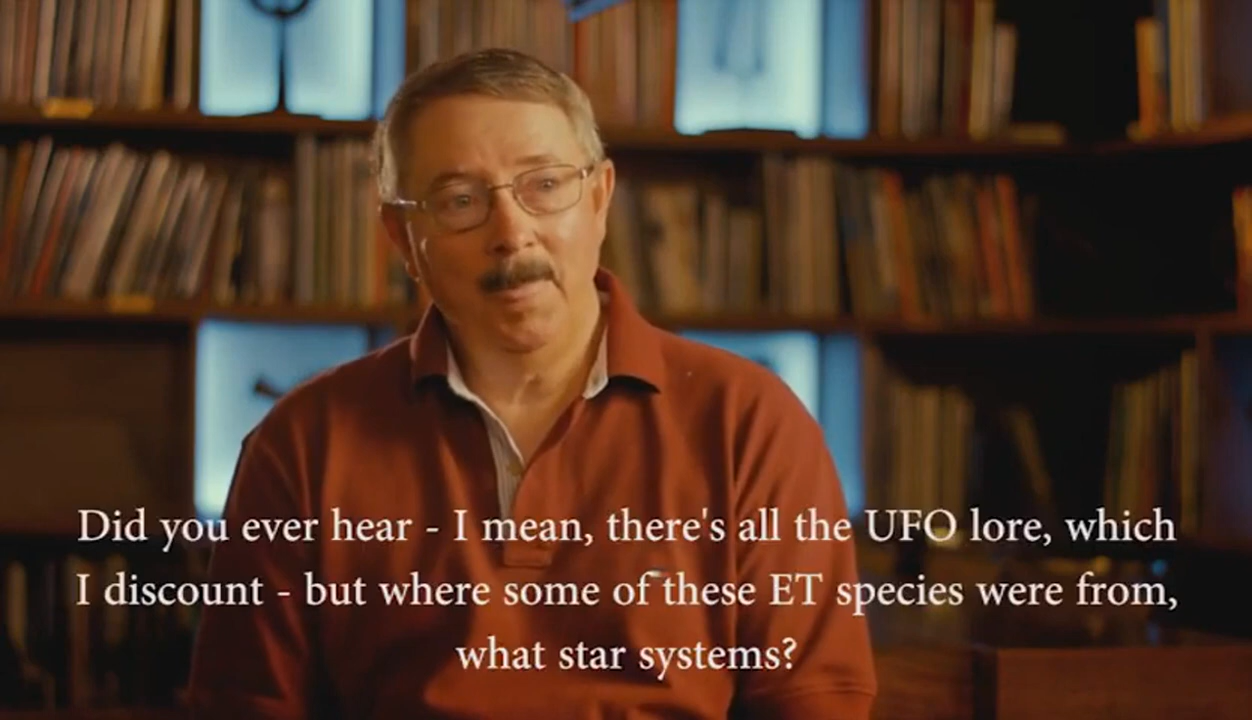 Did you ever hear - I mean, there's all the UFO lore, which
I discount - but where some of these ET species were from,
what star systems?